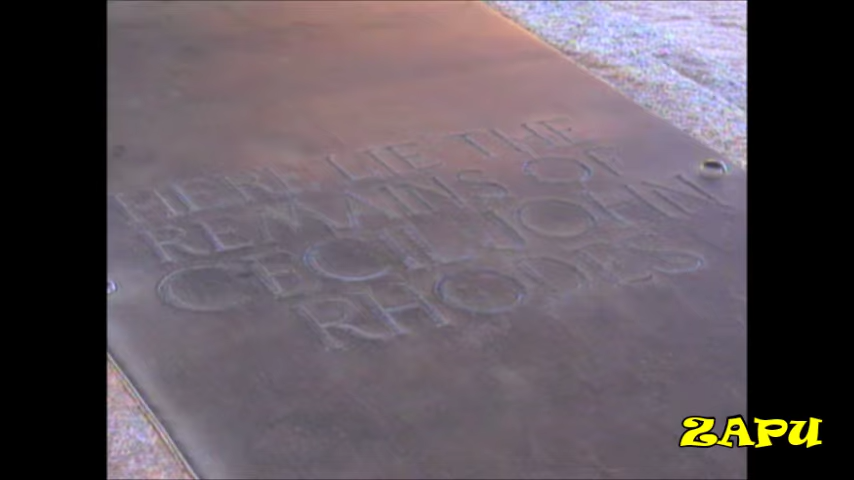 HERE LIE THE
REMAINS OF
CECIL JOHN
RHODES
ZAPU